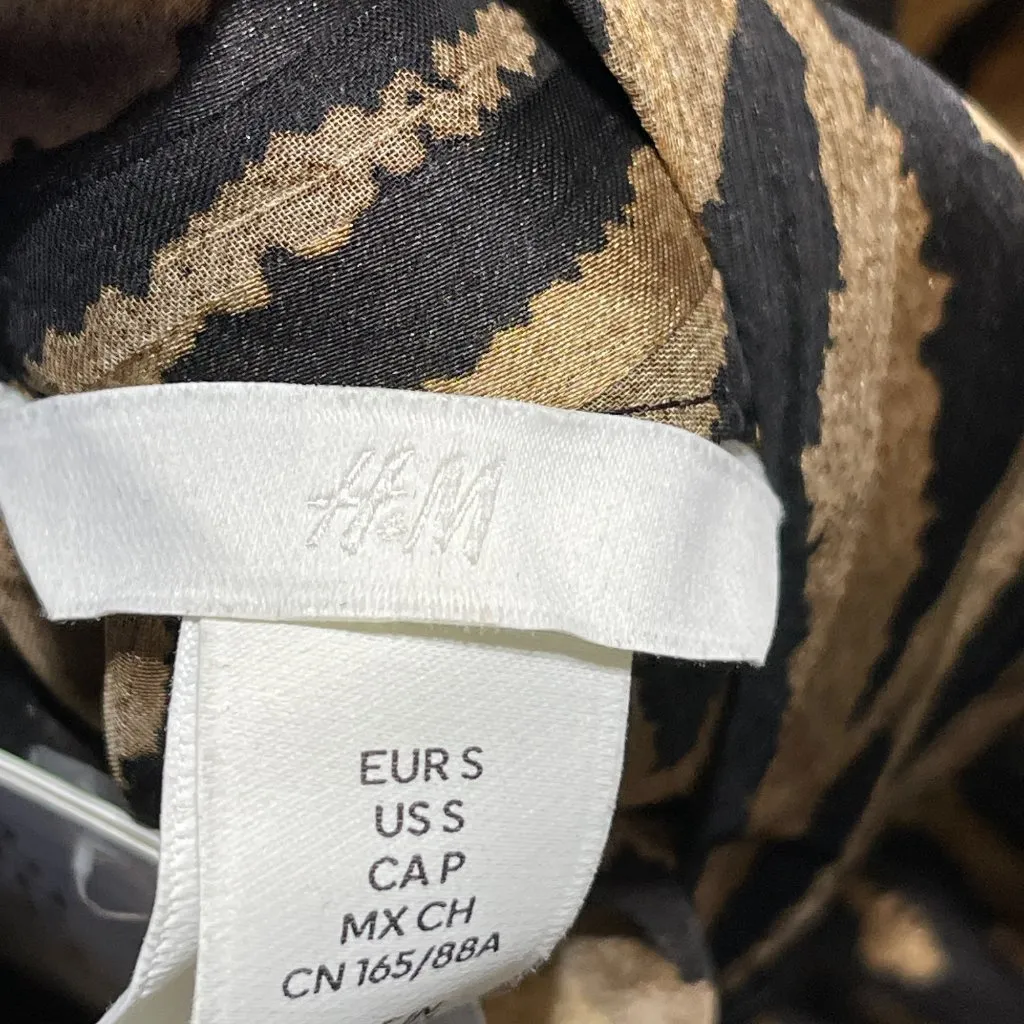 H&M
EUR S
US S
CA P
MX CH
CN 165/88A